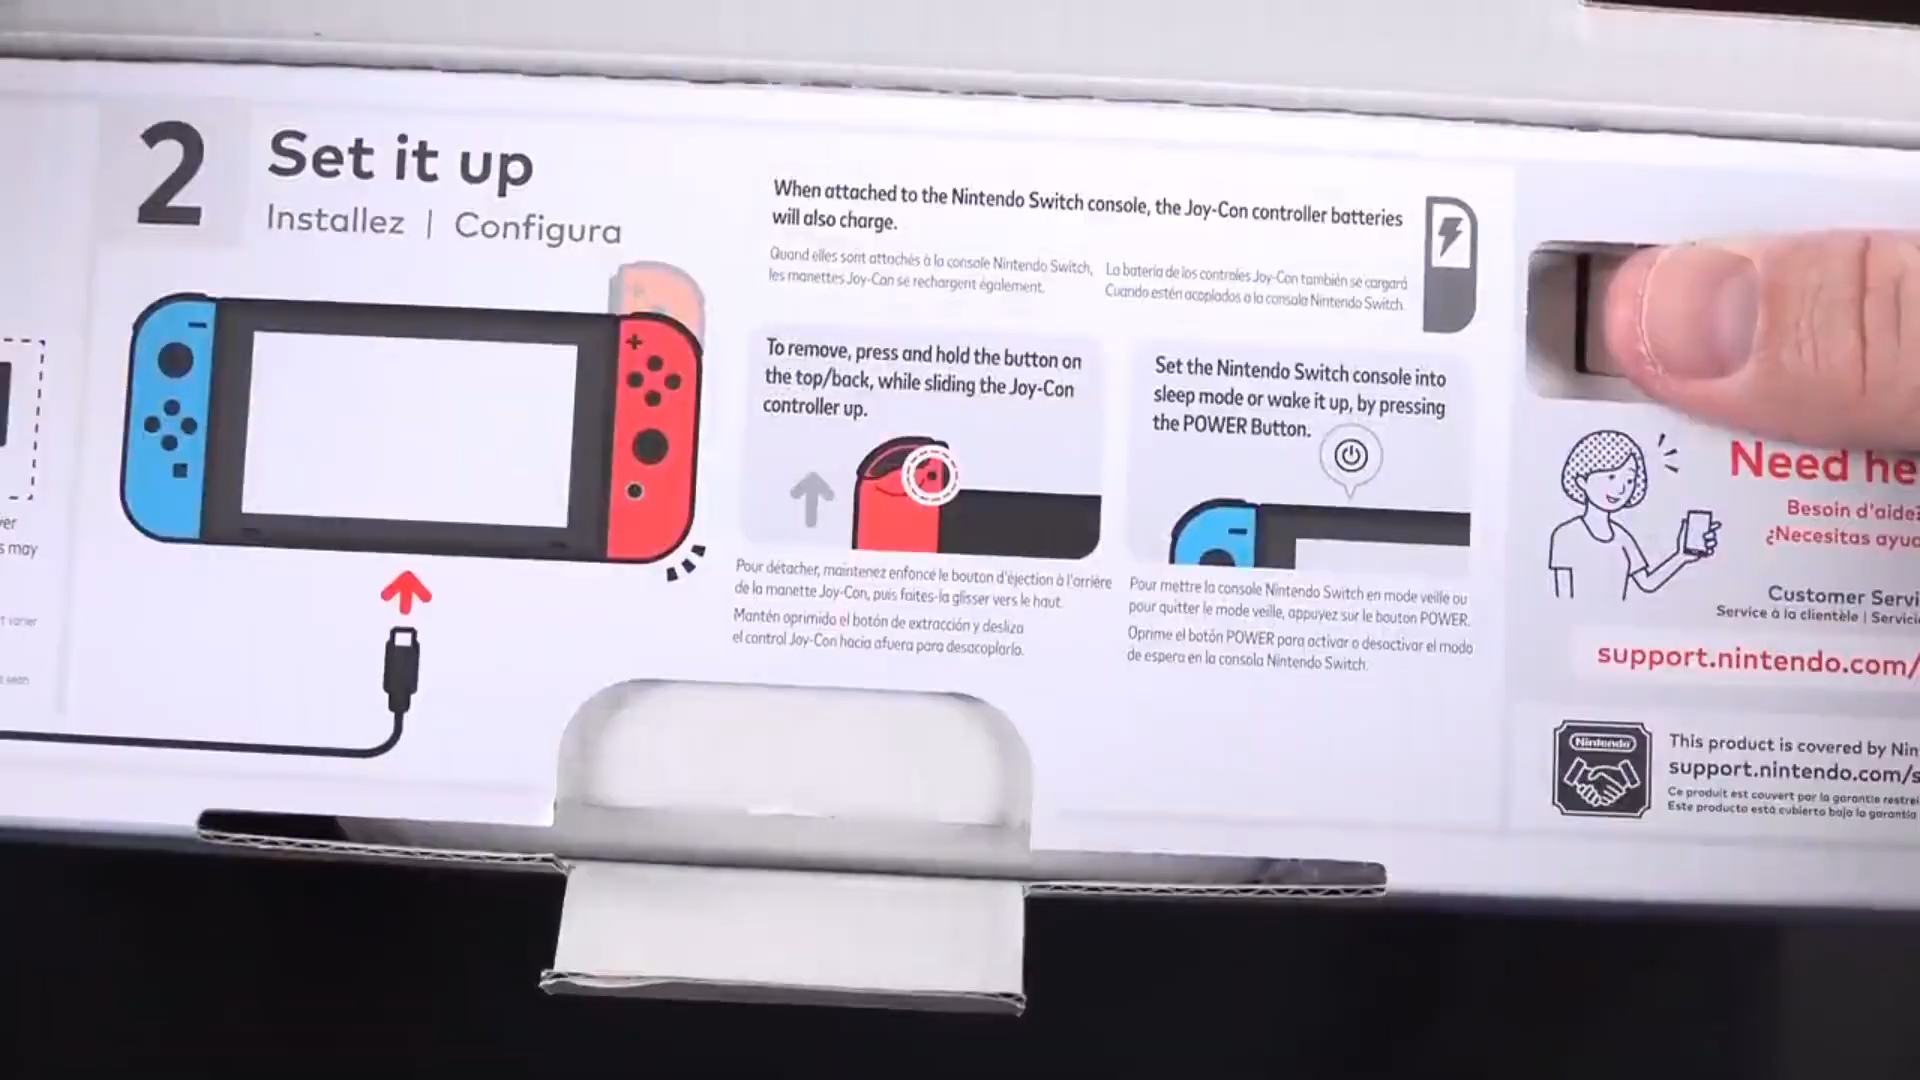 2
Set it up
Installez | Configura
When attached to the Nintendo Switch console, the Joy-Con controller batteries
will also charge.
Quand elles sont attachés à la console Nintendo Switch,
les manettes Joy-Con se rechargent également.
La batería de los controles Joy-Con también se cargará
Cuando estén acoplados a la consola Nintendo Switch.
To remove, press and hold the button on
the top/back, while sliding the Joy-Con
controller up.
Pour détacher, maintenez enfoncé le bouton d'éjection à l'arrière
de la manette Joy-Con, puis faites-la glisser vers le haut.
Mantén oprimido el botón de extracción y desliza
el control Joy-Con hacia afuera para desacoplarlo.
Set the Nintendo Switch console into
sleep mode or wake it up, by pressing
the POWER Button.
Pour mettre la console Nintendo Switch en mode veille ou
pour quitter le mode veille, appuyez sur le bouton POWER.
Oprime el botón POWER para activar o desactivar el modo
de espera en la consola Nintendo Switch.
s may
Need he
Besoin d'aide?
¿Necesitas ayud
Customer Servi
Service à la clientèle | Servici
support.nintendo.com/
Nintendo
This product is covered by Nin
support.nintendo.com/s
Ce produit est couvert par la garantie restrei
Este producto está cubierto bajo la garantía